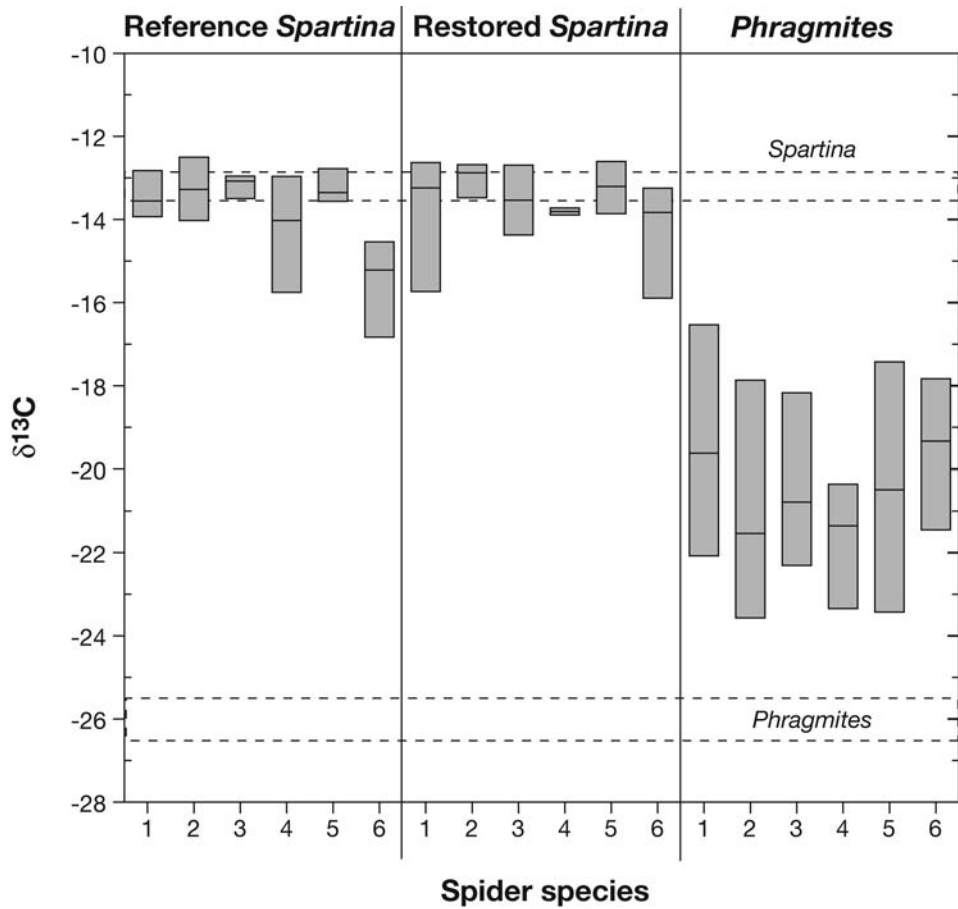 Reference Spartina Restored Spartina Phragmites
-10
-12
-14
-16
-18
-20
-22
-24
-26
-28
δ13C
Spartina
Phragmites
1 2 3 4 5 6 1 2 3 4 5 6 1 2 3 4 5 6
Spider species